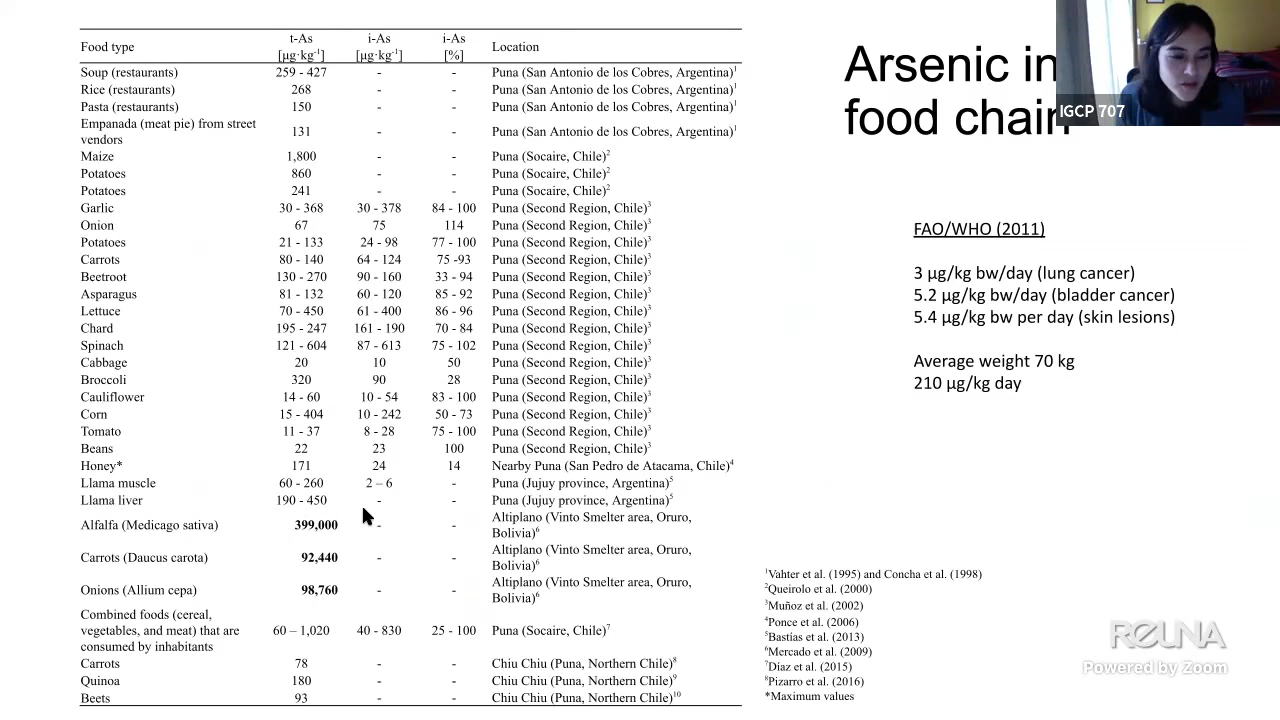 Food type t-As [µg·kg⁻¹] i-As [µg·kg⁻¹] i-As [%] Location
Soup (restaurants) 259 - 427 - - Puna (San Antonio de los Cobres, Argentina)¹
Rice (restaurants) 268 - - Puna (San Antonio de los Cobres, Argentina)¹
Pasta (restaurants) 150 - - Puna (San Antonio de los Cobres, Argentina)¹
Empanada (meat pie) from street vendors 131 - - Puna (San Antonio de los Cobres, Argentina)¹
Maize 1,800 - - Puna (Socaire, Chile)²
Potatoes 860 - - Puna (Socaire, Chile)²
Potatoes 241 - - Puna (Socaire, Chile)²
Garlic 30 - 368 30 - 378 84 - 100 Puna (Second Region, Chile)³
Onion 67 75 114 Puna (Second Region, Chile)³
Potatoes 21 - 133 24 - 98 77 - 100 Puna (Second Region, Chile)³
Carrots 80 - 140 64 - 124 75 -93 Puna (Second Region, Chile)³
Beetroot 130 - 270 90 - 160 33 - 94 Puna (Second Region, Chile)³
Asparagus 81 - 132 60 - 120 85 - 92 Puna (Second Region, Chile)³
Lettuce 70 - 450 61 - 400 86 - 96 Puna (Second Region, Chile)³
Chard 195 - 247 161 - 190 70 - 84 Puna (Second Region, Chile)³
Spinach 121 - 604 87 - 613 75 - 102 Puna (Second Region, Chile)³
Cabbage 20 10 50 Puna (Second Region, Chile)³
Broccoli 320 90 28 Puna (Second Region, Chile)³
Cauliflower 14 - 60 10 - 54 83 - 100 Puna (Second Region, Chile)³
Corn 15 - 404 10 - 242 50 - 73 Puna (Second Region, Chile)³
Tomato 11 - 37 8 - 28 75 - 100 Puna (Second Region, Chile)³
Beans 22 23 100 Puna (Second Region, Chile)³
Honey* 171 24 14 Nearby Puna (San Pedro de Atacama, Chile)⁴
Llama muscle 60 - 260 2 – 6 - Puna (Jujuy province, Argentina)⁵
Llama liver 190 - 450 - - Puna (Jujuy province, Argentina)⁵
Alfalfa (Medicago sativa) 399,000 - - Altiplano (Vinto Smelter area, Oruro, Bolivia)⁶
Carrots (Daucus carota) 92,440 - - Altiplano (Vinto Smelter area, Oruro, Bolivia)⁶
Onions (Allium cepa) 98,760 - - Altiplano (Vinto Smelter area, Oruro, Bolivia)⁶
Combined foods (cereal, vegetables, and meat) that are consumed by inhabitants 60 – 1,020 40 - 830 25 - 100 Puna (Socaire, Chile)⁷
Carrots 78 - - Chiu Chiu (Puna, Northern Chile)⁸
Quinoa 180 - - Chiu Chiu (Puna, Northern Chile)⁹
Beets 93 - - Chiu Chiu (Puna, Northern Chile)¹⁰
Arsenic in
food chain
IGCP 707
FAO/WHO (2011)
3 µg/kg bw/day (lung cancer)
5.2 µg/kg bw/day (bladder cancer)
5.4 µg/kg bw per day (skin lesions)
Average weight 70 kg
210 µg/kg day
¹Vahter et al. (1995) and Concha et al. (1998)
²Queirolo et al. (2000)
³Muñoz et al. (2002)
⁴Ponce et al. (2006)
⁵Bastías et al. (2013)
⁶Mercado et al. (2009)
⁷Díaz et al. (2015)
⁸Pizarro et al. (2016)
*Maximum values
REUNA
Powered by Zoom